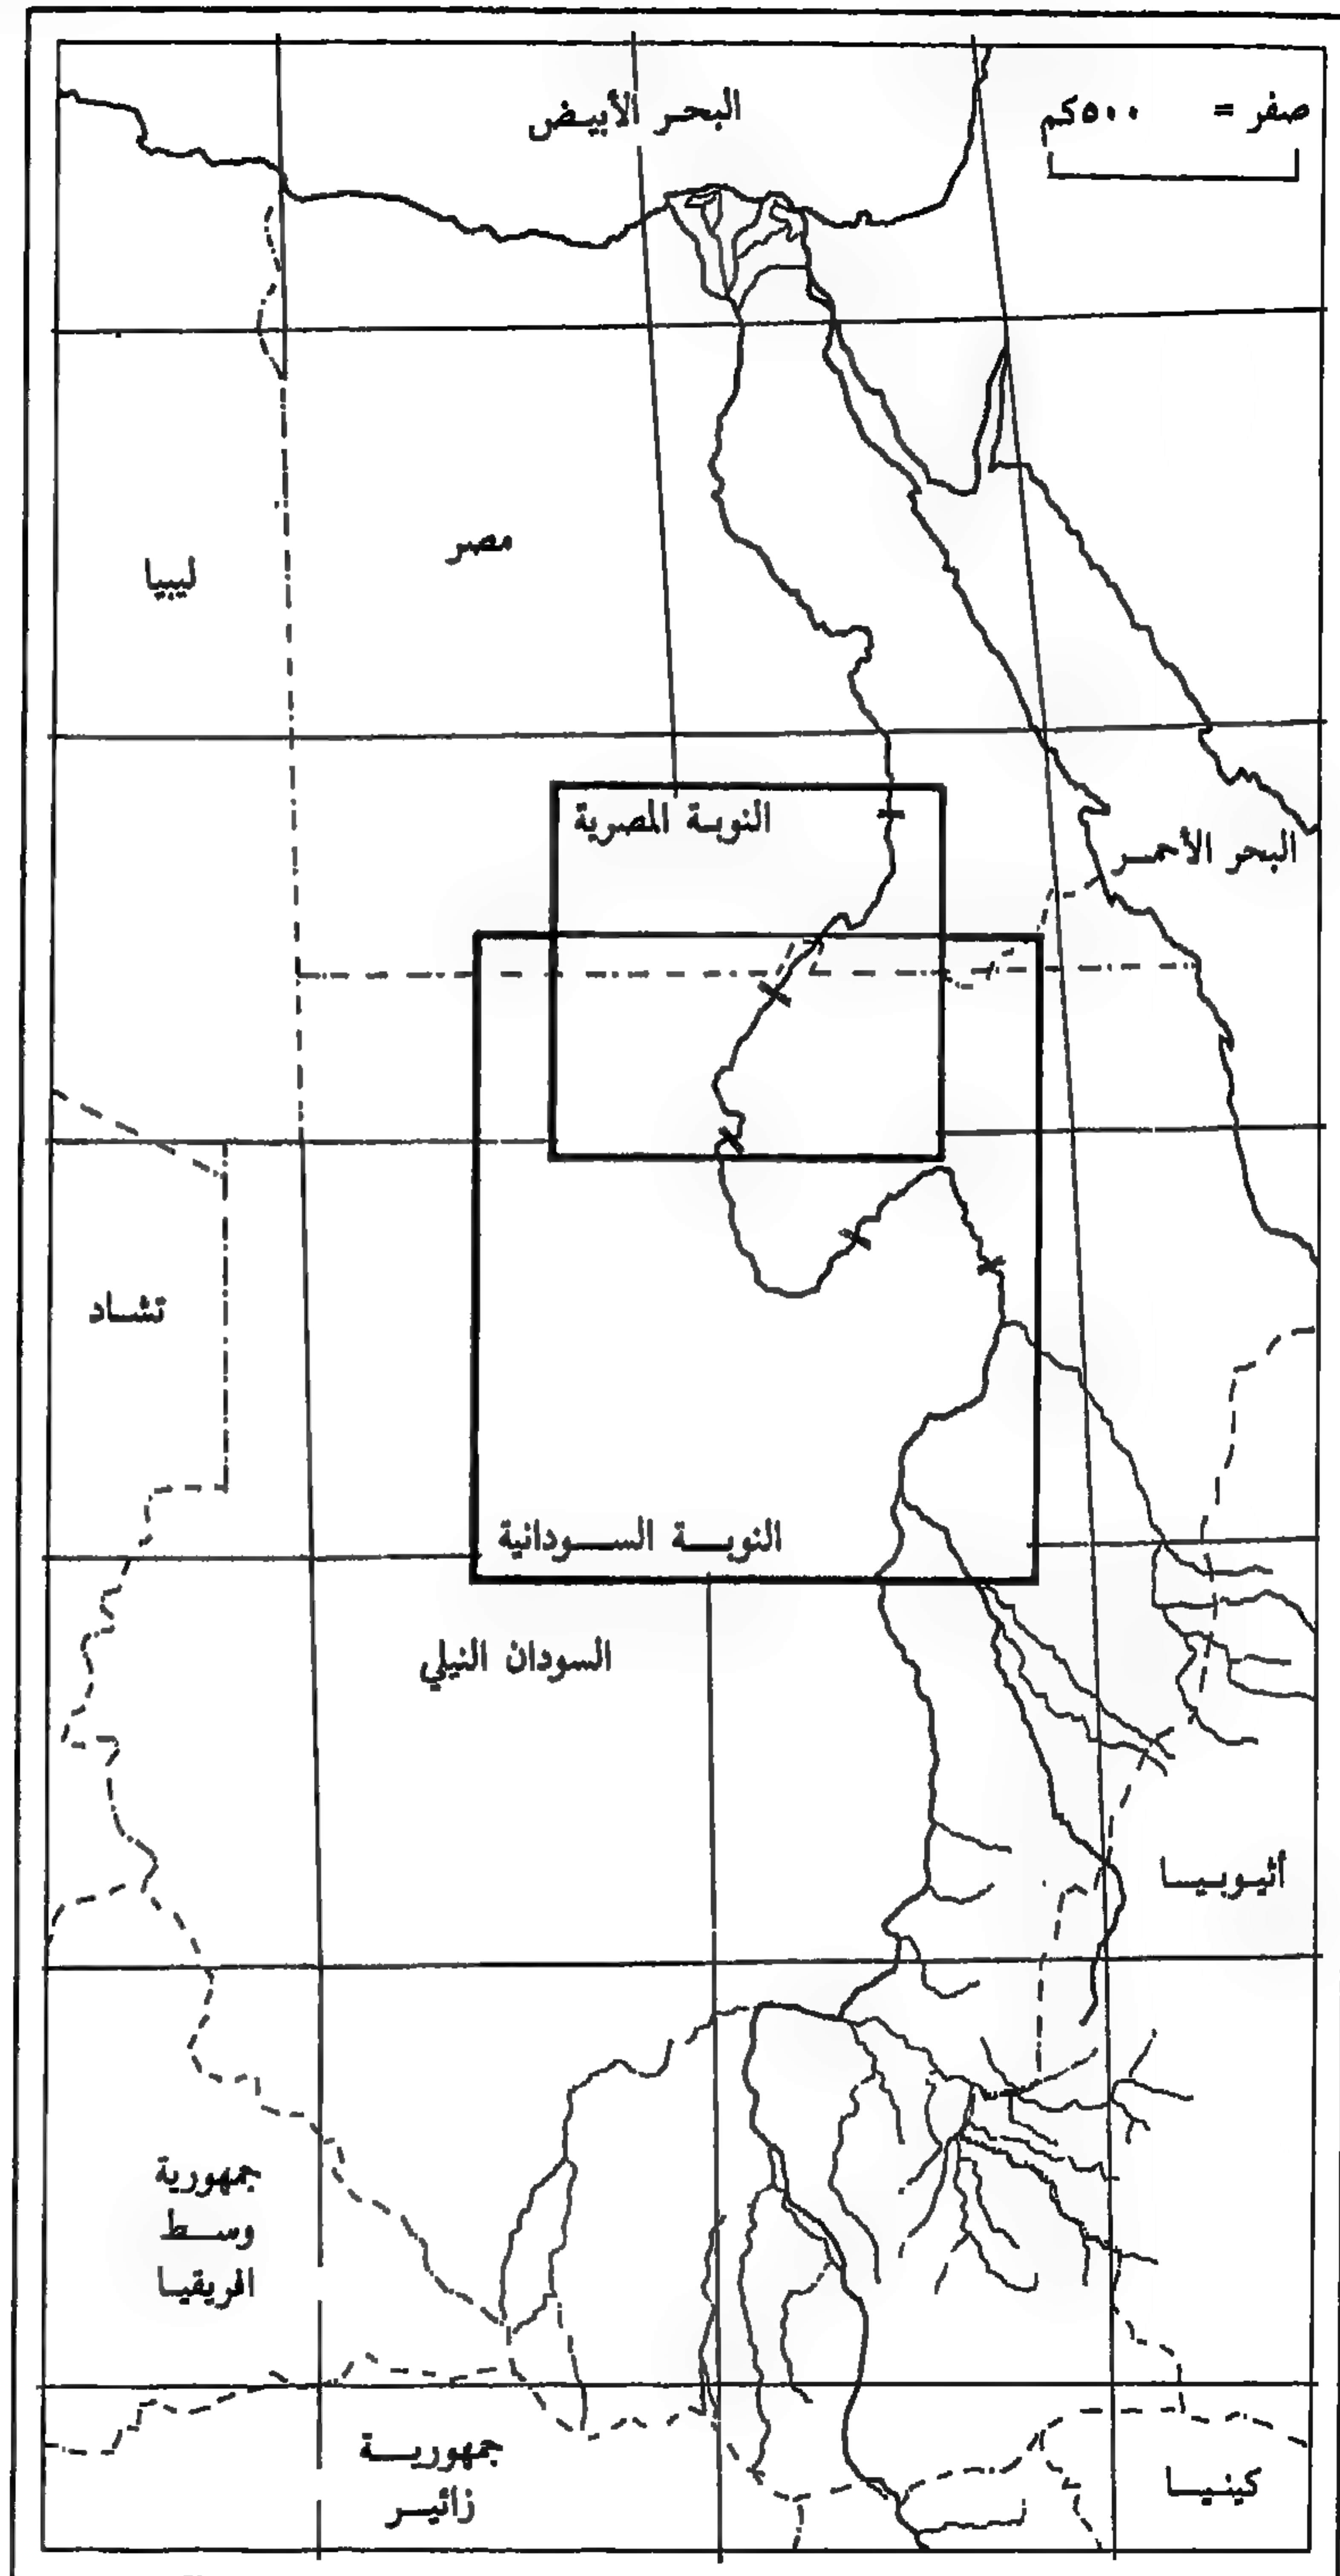 البحر الأبيض
صفر = ٥٠٠كم
مصر
ليبيا
النوبة المصرية
البحر الأحمر
تشاد
النوبة السودانية
السودان النيلي
أثيوبيا
جمهورية
وسط
افريقيا
جمهورية
زائير
كينيا